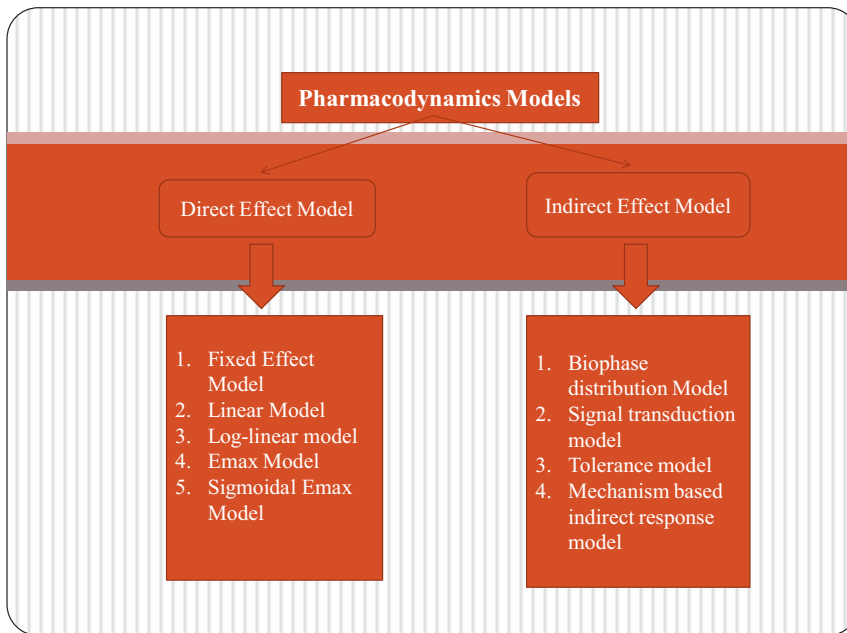 Pharmacodynamics Models
Direct Effect Model
Indirect Effect Model
1. Fixed Effect
Model
2. Linear Model
3. Log-linear model
4. Emax Model
5. Sigmoidal Emax
Model
1. Biophase
distribution Model
2. Signal transduction
model
3. Tolerance model
4. Mechanism based
indirect response
model